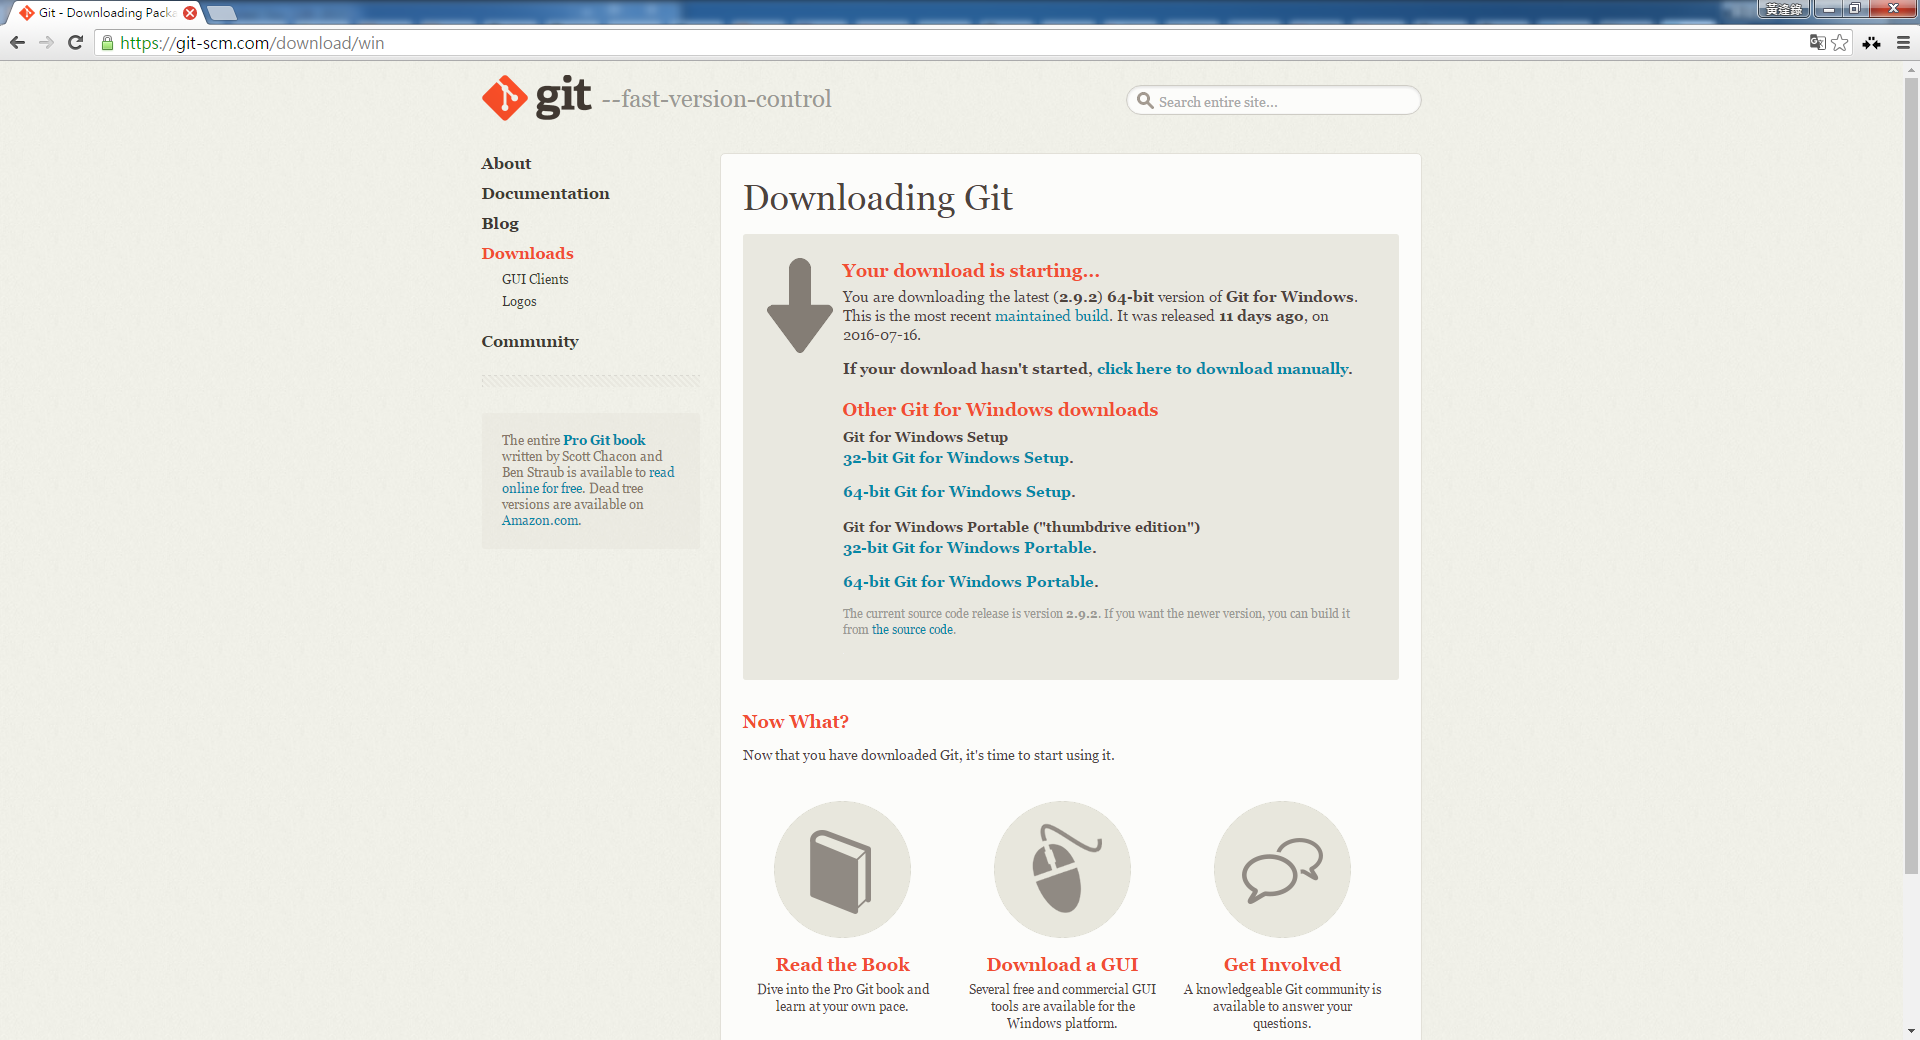 Git - Downloading Pack
黃逢錄
https://git-scm.com/download/win
git --fast-version-control
Search entire site...
About
Documentation
Blog
Downloads
GUI Clients
Logos
Community
The entire Pro Git book
written by Scott Chacon and
Ben Straub is available to read
online for free. Dead tree
versions are available on
Amazon.com.
Downloading Git
Your download is starting...
You are downloading the latest (2.9.2) 64-bit version of Git for Windows.
This is the most recent maintained build. It was released 11 days ago, on
2016-07-16.
If your download hasn't started, click here to download manually.
Other Git for Windows downloads
Git for Windows Setup
32-bit Git for Windows Setup.
64-bit Git for Windows Setup.
Git for Windows Portable ("thumbdrive edition")
32-bit Git for Windows Portable.
64-bit Git for Windows Portable.
The current source code release is version 2.9.2. If you want the newer version, you can build it
from the source code.
Now What?
Now that you have downloaded Git, it's time to start using it.
Read the Book
Dive into the Pro Git book and
learn at your own pace.
Download a GUI
Several free and commercial GUI
tools are available for the
Windows platform.
Get Involved
A knowledgeable Git community is
available to answer your
questions.